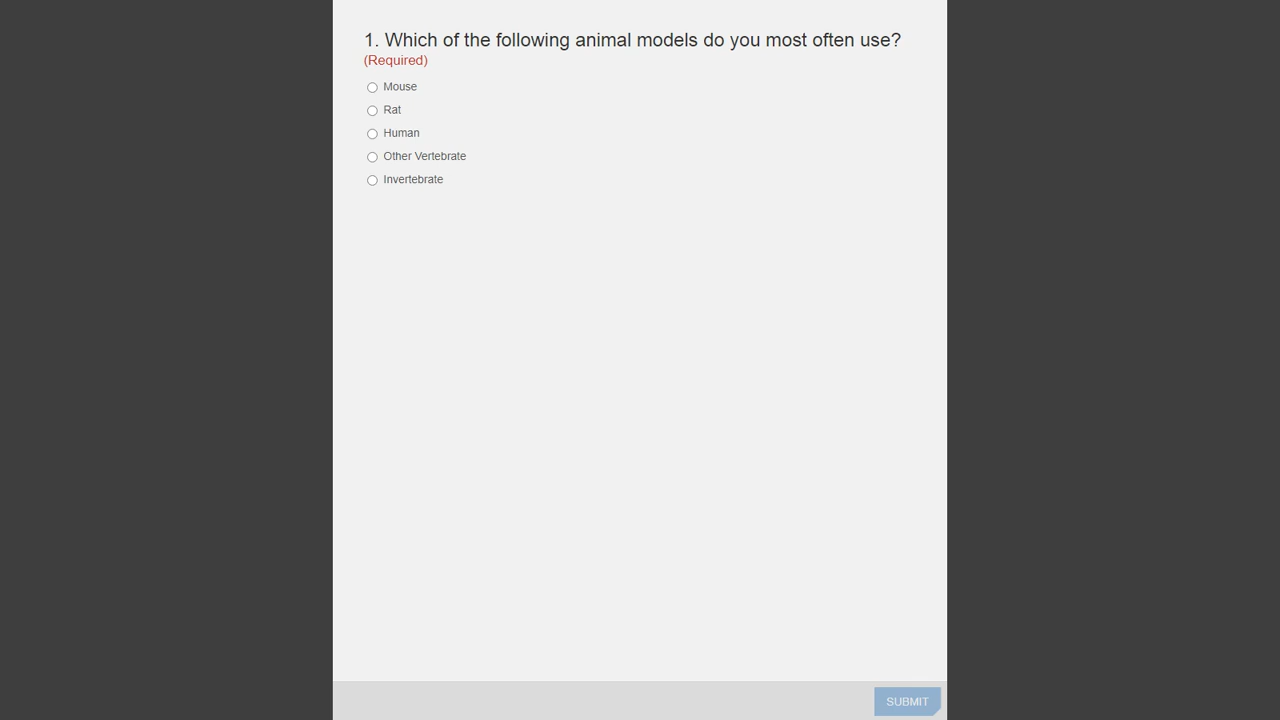 1. Which of the following animal models do you most often use?
(Required)
Mouse
Rat
Human
Other Vertebrate
Invertebrate
SUBMIT